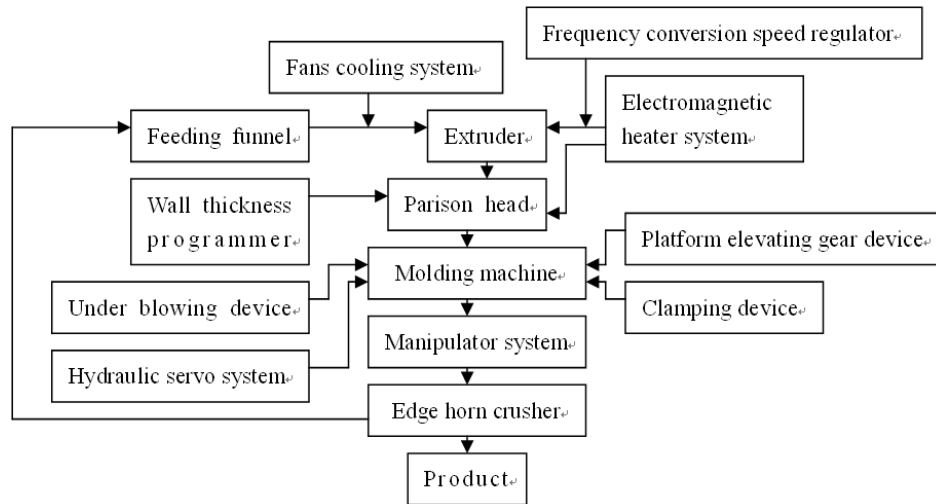 Frequency conversion speed regulator
Fans cooling system
Electromagnetic
heater system
Feeding funnel
Extruder
Wall thickness
programmer
Parison head
Platform elevating gear device
Molding machine
Under blowing device
Clamping device
Manipulator system
Hydraulic servo system
Edge horn crusher
Product